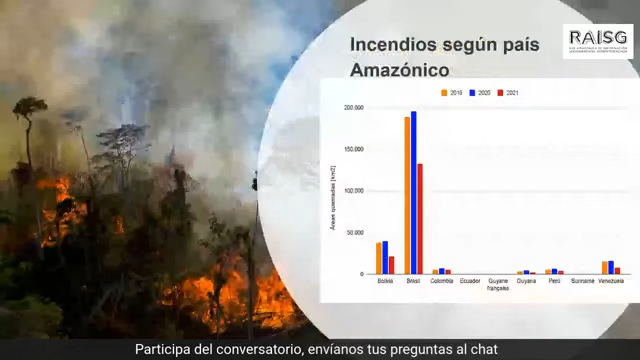 Incendios según país
Amazónico
RAISG
2019 2020 2021
Áreas quemadas [km2]
200.000
150.000
100.000
50.000
0
Bolivia Brasil Colombia Ecuador Guyane française Guyana Perú Suriname Venezuela
Participa del conversatorio, envíanos tus preguntas al chat